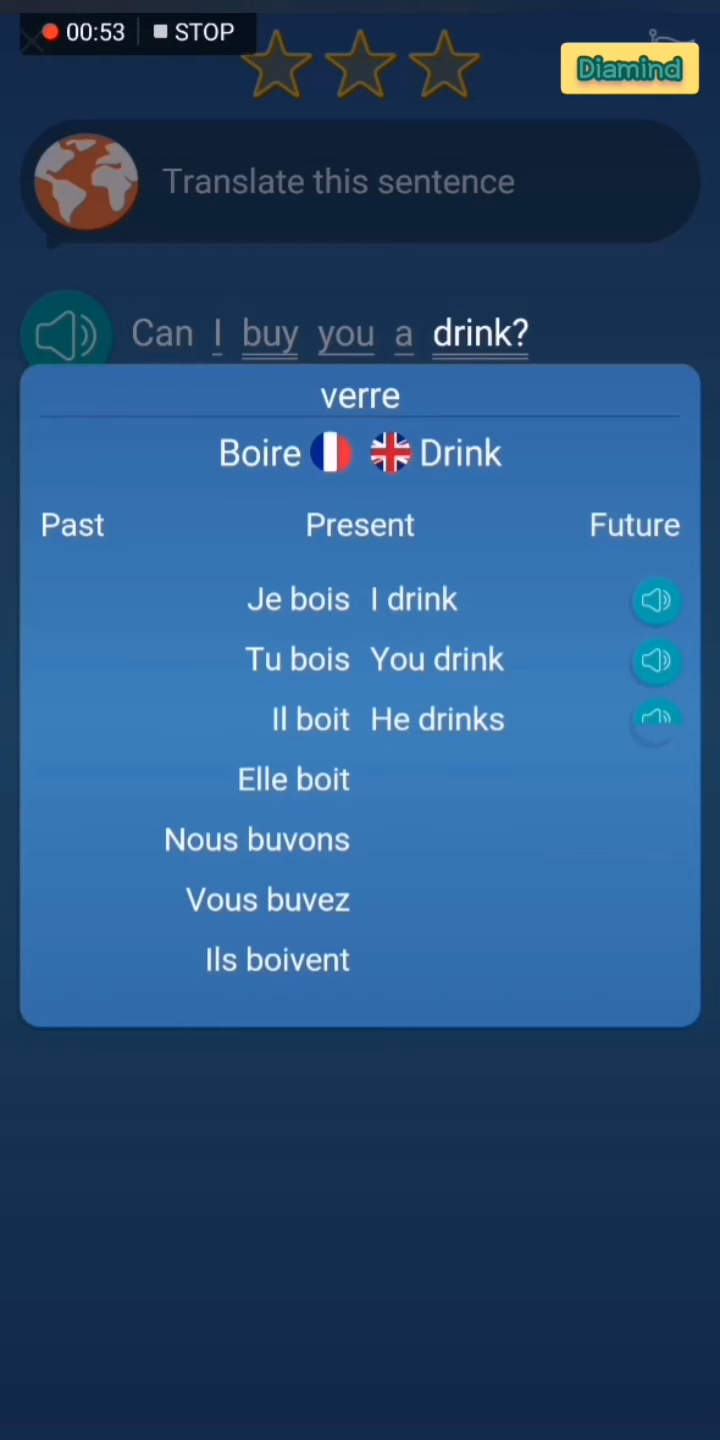 00:53 STOP
Diamind
Translate this sentence
Can I buy you a drink?
verre
Boire Drink
Past Present Future
Je bois I drink
Tu bois You drink
Il boit He drinks
Elle boit
Nous buvons
Vous buvez
Ils boivent